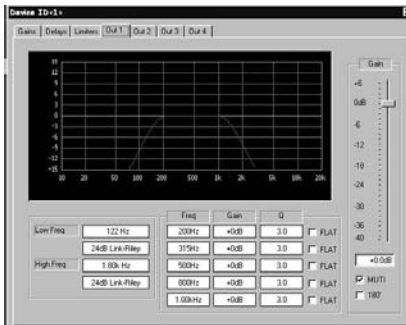 Device ID<1>
Gains Delays Limiters Out 1 Out 2 Out 3 Out 4
15
12
9
6
3
0
-3
-6
-9
-12
-15
10 20 50 100 200 500 1k 2k 5k 10k 20k
Gain
+6
0dB
-6
-12
-18
-24
-30
-36
-40
+0.0dB
MUTE
180°
Low Freq 122 Hz
24dB Link-Riley
High Freq 1.80k Hz
24dB Link-Riley
Freq Gain Q
200Hz +0dB 3.0 FLAT
315Hz +0dB 3.0 FLAT
500Hz +0dB 3.0 FLAT
800Hz +0dB 3.0 FLAT
1.00kHz +0dB 3.0 FLAT